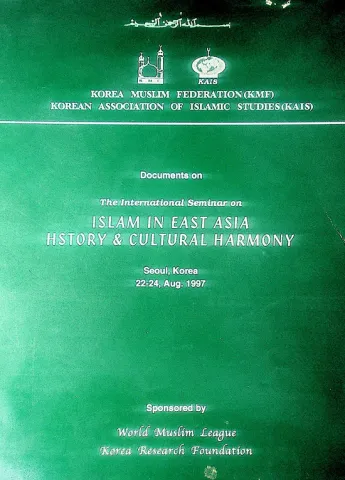 بسم الله الرحمن الرحيم
KMF
KAIS
KOREA MUSLIM FEDERATION(KMF)
KOREAN ASSOCIATION OF ISLAMIC STUDIES(KAIS)
Documents on
The International Seminar on
ISLAM IN EAST ASIA
HSTORY & CULTURAL HARMONY
Seoul, Korea
22-24, Aug. 1997
Sponsored by
World Muslim League
Korea Research Foundation